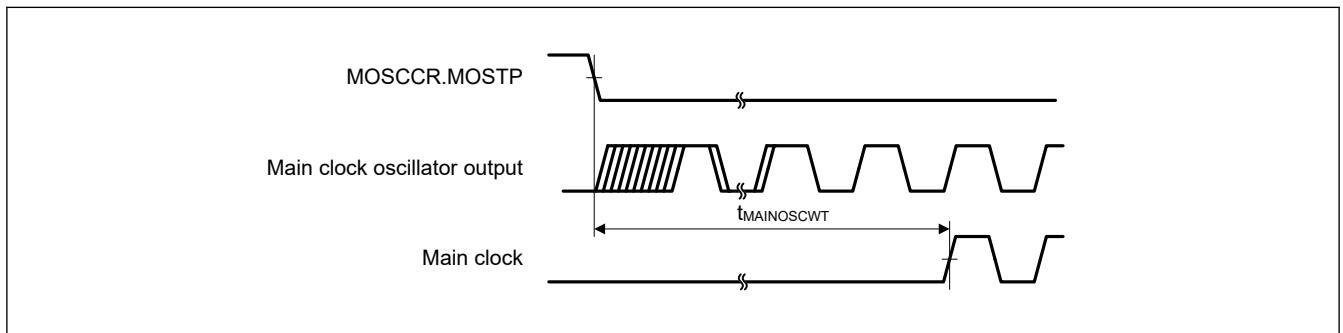 MOSCCR.MOSTP
Main clock oscillator output
tMAINOSCWT
Main clock